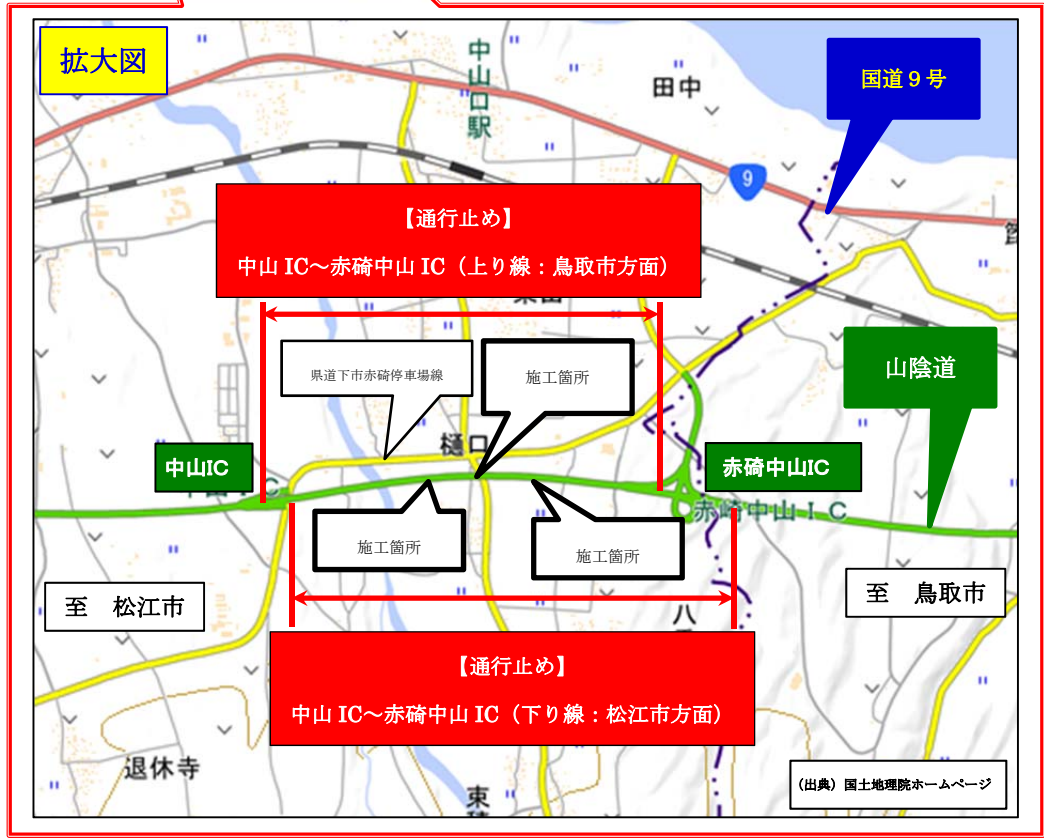 拡大図
中山口駅
田中
国道９号
9
【通行止め】
中山 IC～赤碕中山 IC（上り線：鳥取市方面）
県道下市赤碕停車場線
施工箇所
山陰道
樋口
中山IC
赤碕中山IC
赤崎中山ＩＣ
施工箇所
施工箇所
至　松江市
至　鳥取市
八
【通行止め】
中山 IC～赤碕中山 IC（下り線：松江市方面）
退休寺
東
（出典）国土地理院ホームページ